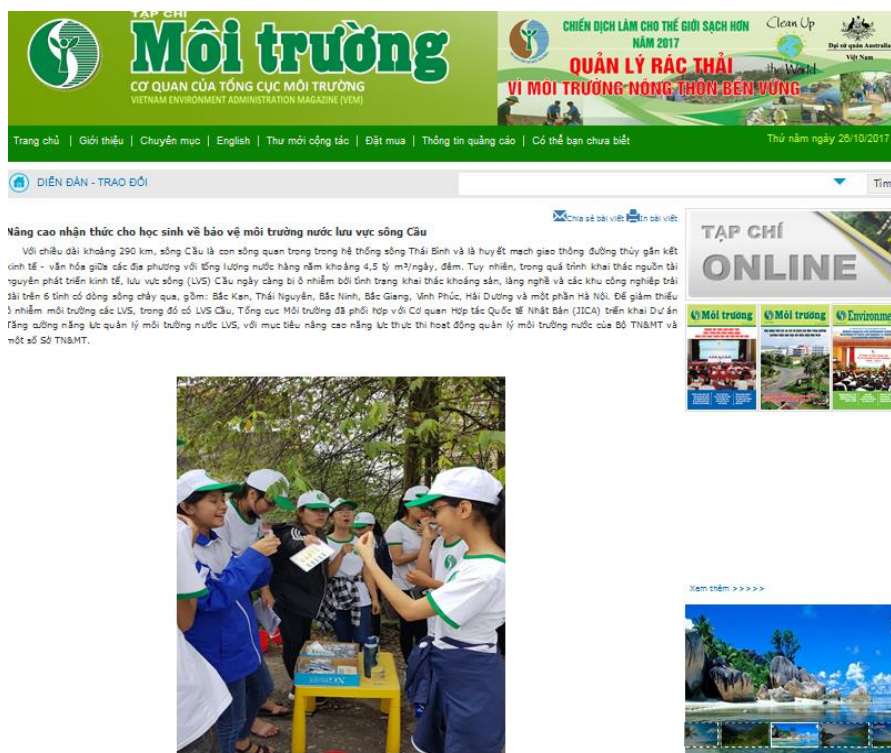 TẠP CHÍ
Môi trường
CƠ QUAN CỦA TỔNG CỤC MÔI TRƯỜNG
VIETNAM ENVIRONMENT ADMINISTRATION MAGAZINE (VEM)
CHIẾN DỊCH LÀM CHO THẾ GIỚI SẠCH HƠN
NĂM 2017
QUẢN LÝ RÁC THẢI
VÌ MÔI TRƯỜNG NÔNG THÔN BỀN VỮNG
Clean Up
the World
Đại sứ quán Australia
Việt Nam
Trang chủ | Giới thiệu | Chuyên mục | English | Thư mời cộng tác | Đặt mua | Thông tin quảng cáo | Có thể bạn chưa biết
Thứ năm ngày 26/10/2017
DIỄN ĐÀN - TRAO ĐỔI
Tìm
Chia sẻ bài viết In bài viết
Nâng cao nhận thức cho học sinh về bảo vệ môi trường nước lưu vực sông Cầu
Với chiều dài khoảng 290 km, sông Cầu là con sông quan trọng trong hệ thống sông Thái Bình và là huyết mạch giao thông đường thủy gắn kết
kinh tế - văn hóa giữa các địa phương với tổng lượng nước hàng năm khoảng 4,5 tỷ m³/ngày, đêm. Tuy nhiên, trong quá trình khai thác nguồn tài
nguyên phát triển kinh tế, lưu vực sông (LVS) Cầu ngày càng bị ô nhiễm bởi tình trạng khai thác khoáng sản, làng nghề và các khu công nghiệp trải
dài trên 6 tỉnh có dòng sông chảy qua, gồm: Bắc Kạn, Thái Nguyên, Bắc Ninh, Bắc Giang, Vĩnh Phúc, Hải Dương và một phần Hà Nội. Để giảm thiểu
ô nhiễm môi trường các LVS, trong đó có LVS Cầu, Tổng cục Môi trường đã phối hợp với Cơ quan Hợp tác Quốc tế Nhật Bản (JICA) triển khai Dự án
Tăng cường năng lực quản lý môi trường nước LVS, với mục tiêu nâng cao năng lực thực thi hoạt động quản lý môi trường nước của Bộ TN&MT và
một số Sở TN&MT.
TẠP CHÍ
ONLINE
Môi trường
Môi trường
Environme
Xem thêm >>>>>